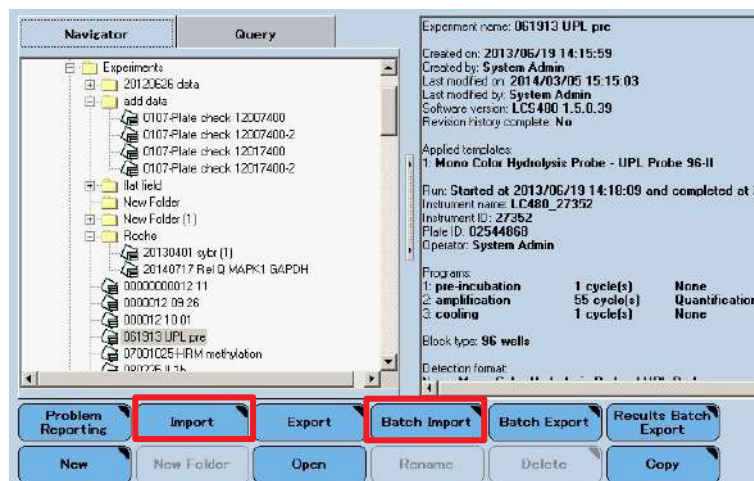 Navigator
Query
Experiments
20120626 data
add data
0107-Plate check 12007400
0107-Plate check 12007400-2
0107-Plate check 12017400
0107-Plate check 12017400-2
flat field
New Folder
New Folder (1)
Roche
20130401 sybr (1)
20140717 Rel Q MAPK1 GAPDH
0000000012 11
0000012 09 26
000012 10 01
061913 UPL pre
07001025-HRM methylation
Experiment name: 061913 UPL pre
Created on: 2013/06/19 14:15:59
Created by: System Admin
Last modified on: 2014/03/05 15:15:03
Last modified by: System Admin
Software version: LCS480 1.5.0.39
Revision history complete: No
Applied templates:
1: Mono Color Hydrolysis Probe - UPL Probe 96-II
Run: Started at 2013/06/19 14:18:09 and completed at
Instrument name: LC480_27352
Instrument ID: 27352
Plate ID: 02544868
Operator: System Admin
Programs:
1: pre-incubation 1 cycle(s) None
2: amplification 55 cycle(s) Quantification
3: cooling 1 cycle(s) None
Block type: 96 wells
Detection format:
Problem Reporting
Import
Export
Batch Import
Batch Export
Results Batch Export
New
New Folder
Open
Rename
Delete
Copy